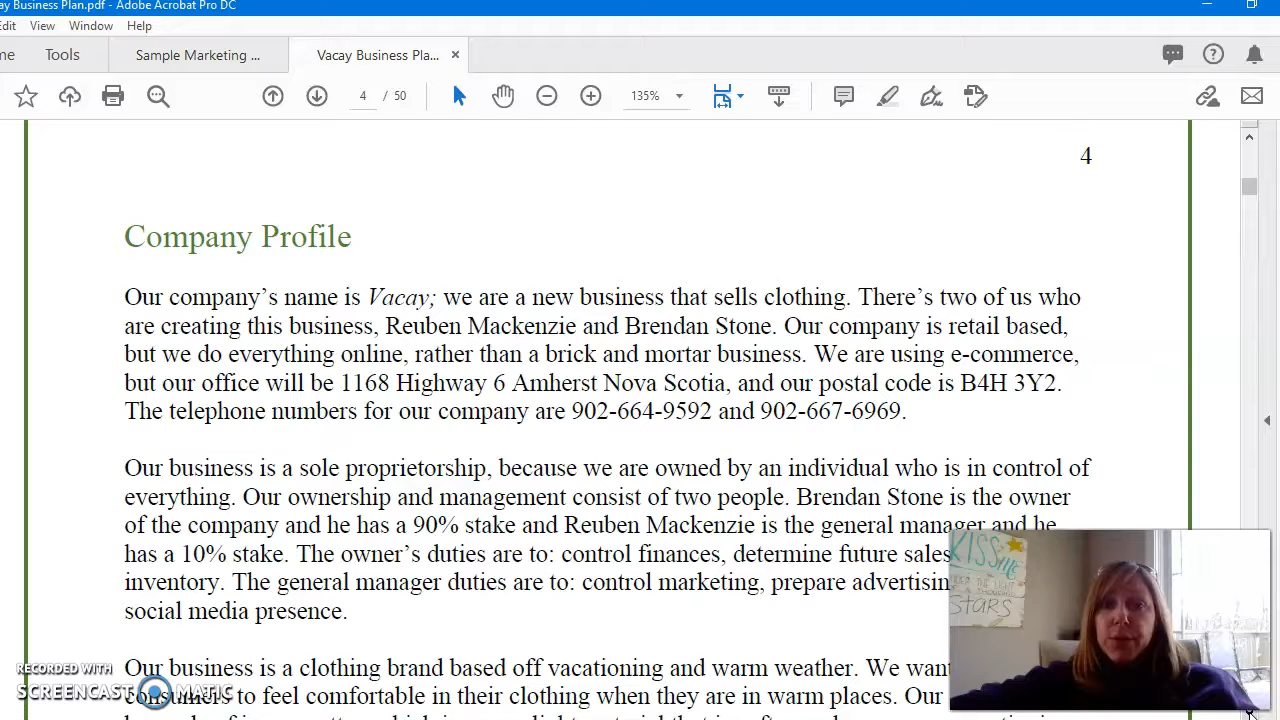 cay Business Plan.pdf - Adobe Acrobat Pro DC
Edit View Window Help
me Tools Sample Marketing ... Vacay Business Pla... ×
4 / 50 135%
4
Company Profile
Our company's name is Vacay; we are a new business that sells clothing. There's two of us who
are creating this business, Reuben Mackenzie and Brendan Stone. Our company is retail based,
but we do everything online, rather than a brick and mortar business. We are using e-commerce,
but our office will be 1168 Highway 6 Amherst Nova Scotia, and our postal code is B4H 3Y2.
The telephone numbers for our company are 902-664-9592 and 902-667-6969.
Our business is a sole proprietorship, because we are owned by an individual who is in control of
everything. Our ownership and management consist of two people. Brendan Stone is the owner
of the company and he has a 90% stake and Reuben Mackenzie is the general manager and he
has a 10% stake. The owner's duties are to: control finances, determine future sales
inventory. The general manager duties are to: control marketing, prepare advertisin
social media presence.
Our business is a clothing brand based off vacationing and warm weather. We want
consumers to feel comfortable in their clothing when they are in warm places. Our
KISS me
STARS
RECORDED WITH
SCREENCAST MATIC